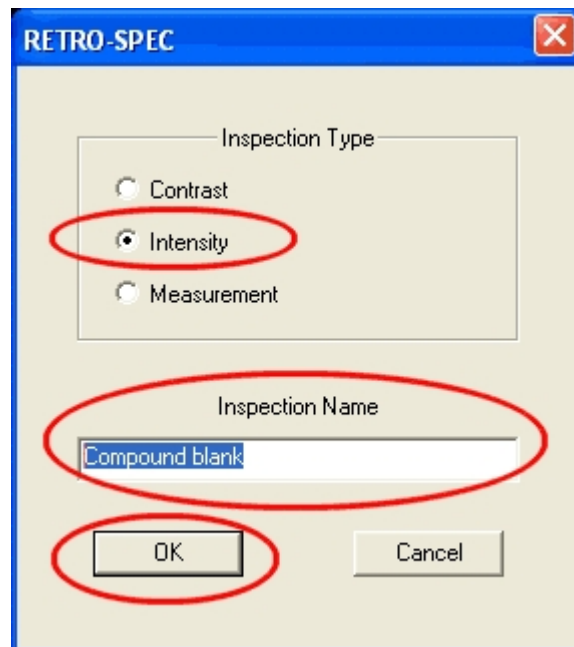 RETRO-SPEC
Inspection Type
Contrast
Intensity
Measurement
Inspection Name
Compound blank
OK Cancel